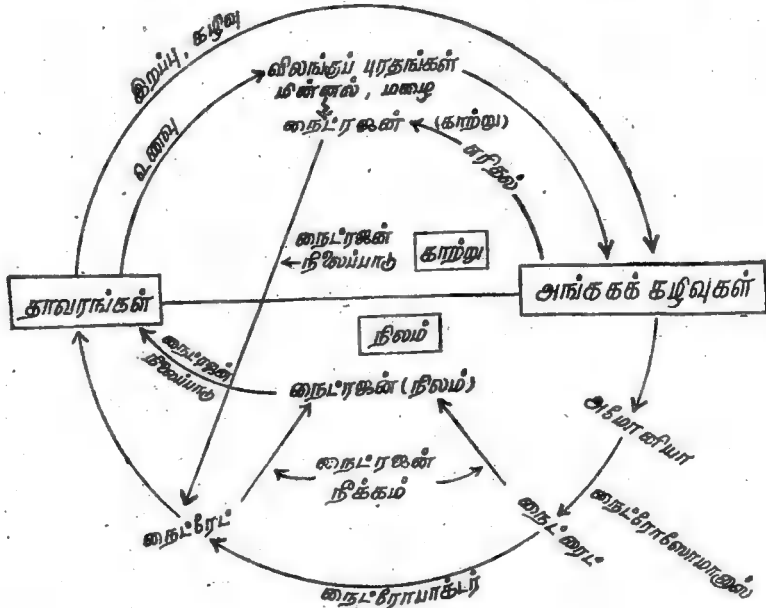 இறப்பு, கழிவு
விலங்குப் புரதங்கள்
மின்னல், மழை
உணவு
நைட்ரஜன் (காற்று)
எரிதல்
நைட்ரஜன்
நிலைப்பாடு
காற்று
தாவரங்கள்
அங்ககக் கழிவுகள்
நிலம்
நைட்ரஜன்
நிலைப்பாடு
நைட்ரஜன் (நிலம்)
அமோனியா
நைட்ரஜன்
நீக்கம்
நைட்ரேட்
நைட்ரைட்
நைட்ரோஸோமானஸ்
நைட்ரோபாக்டர்